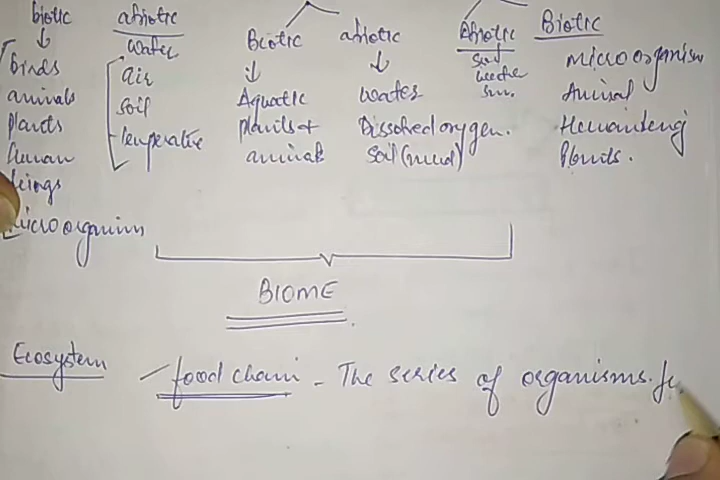 biotic abiotic
water
birds
animals
plants
human
beings
microorganism
air
soil
temperature
Biotic abiotic
Aquatic
plants +
animals
water
Dissolved oxygen.
Soil (mud)
Abiotic Biotic
soil
water
sun.
microorganism
Animal
Plants.
BIOME
Ecosystem
food chain - The series of organisms.